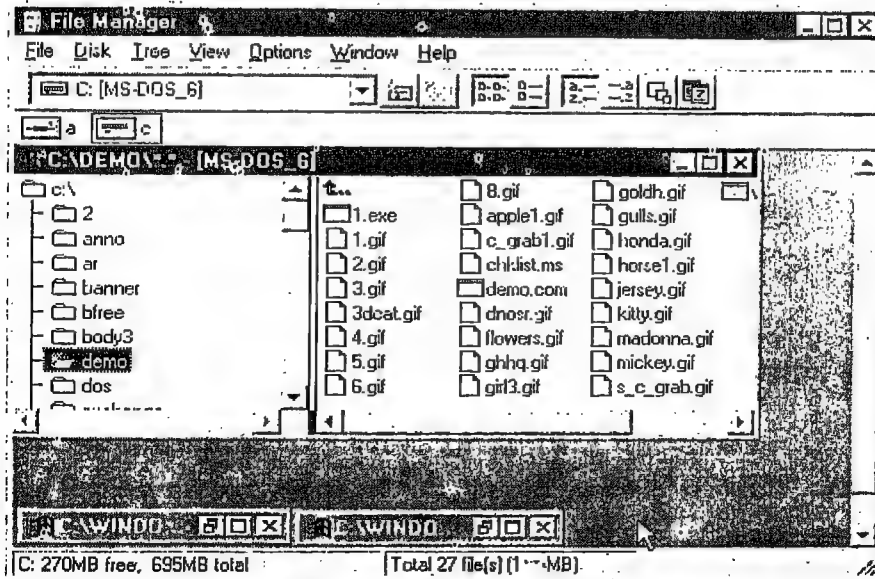 File Manager
File Disk Tree View Options Window Help
C: [MS-DOS_6]
a c
C:\DEMO\*.* - [MS-DOS_6]
c:\
2
anno
ar
banner
bfree
body3
demo
dos
1.exe
1.gif
2.gif
3.gif
3dcat.gif
4.gif
5.gif
6.gif
8.gif
apple1.gif
c_grab1.gif
chklist.ms
demo.com
dnosr.gif
flowers.gif
ghhq.gif
girl3.gif
goldh.gif
gulls.gif
honda.gif
horse1.gif
jersey.gif
kitty.gif
madonna.gif
mickey.gif
s_c_grab.gif
C:\WINDO
\WINDO
C: 270MB free, 695MB total
Total 27 file(s) MB)